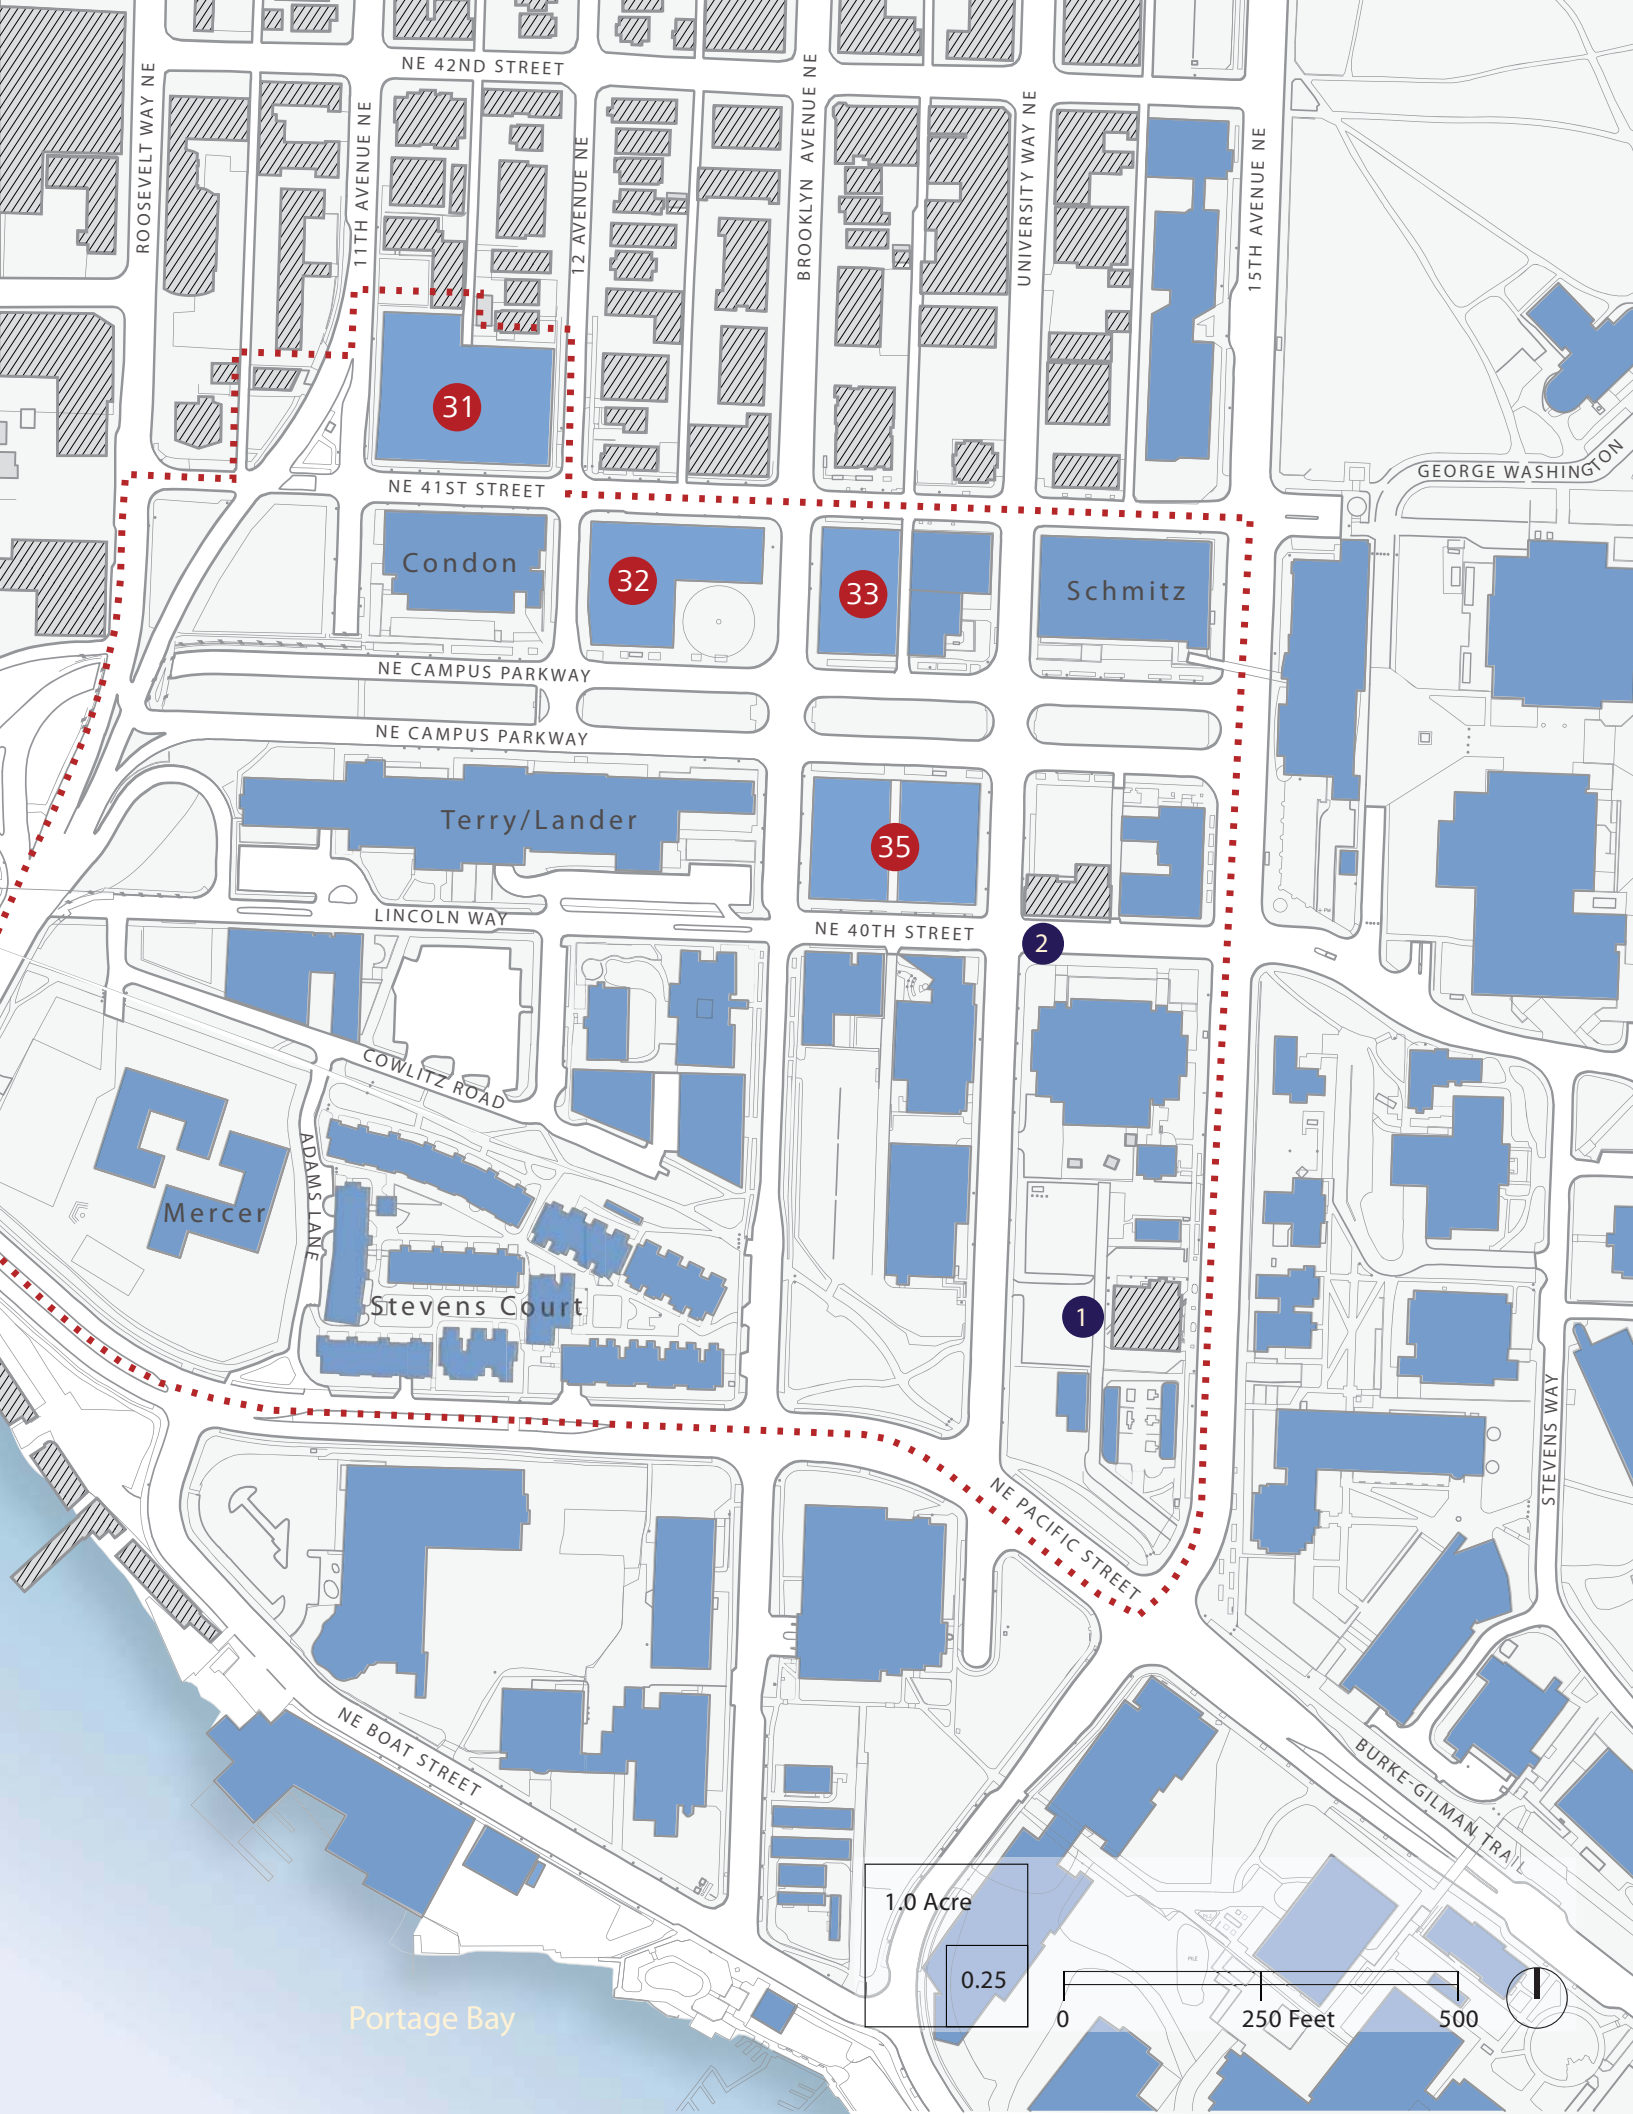 NE 42ND STREET
ROOSEVELT WAY NE
11TH AVENUE NE
12 AVENUE NE
BROOKLYN AVENUE NE
UNIVERSITY WAY NE
15TH AVENUE NE
31
GEORGE WASHINGTON
NE 41ST STREET
Condon
32
33
Schmitz
NE CAMPUS PARKWAY
NE CAMPUS PARKWAY
Terry/Lander
35
LINCOLN WAY
NE 40TH STREET
2
COWLITZ ROAD
ADAMS LANE
Mercer
Stevens Court
1
STEVENS WAY
NE PACIFIC STREET
NE BOAT STREET
BURKE-GILMAN TRAIL
1.0 Acre
0.25
0
250 Feet
500
Portage Bay